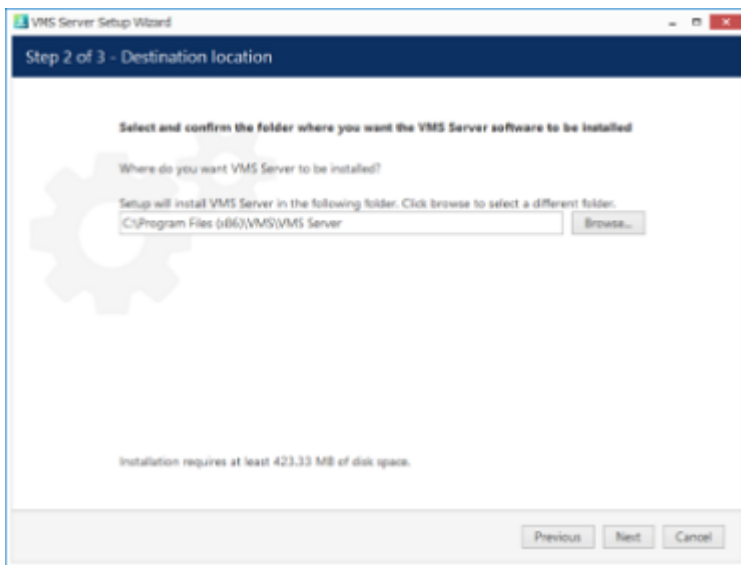 VMS Server Setup Wizard
Step 2 of 3 - Destination location
Select and confirm the folder where you want the VMS Server software to be installed
Where do you want VMS Server to be installed?
Setup will install VMS Server in the following folder. Click browse to select a different folder.
C:\Program Files (x86)\VMS\VMS Server
Browse...
Installation requires at least 423.33 MB of disk space.
Previous
Next
Cancel